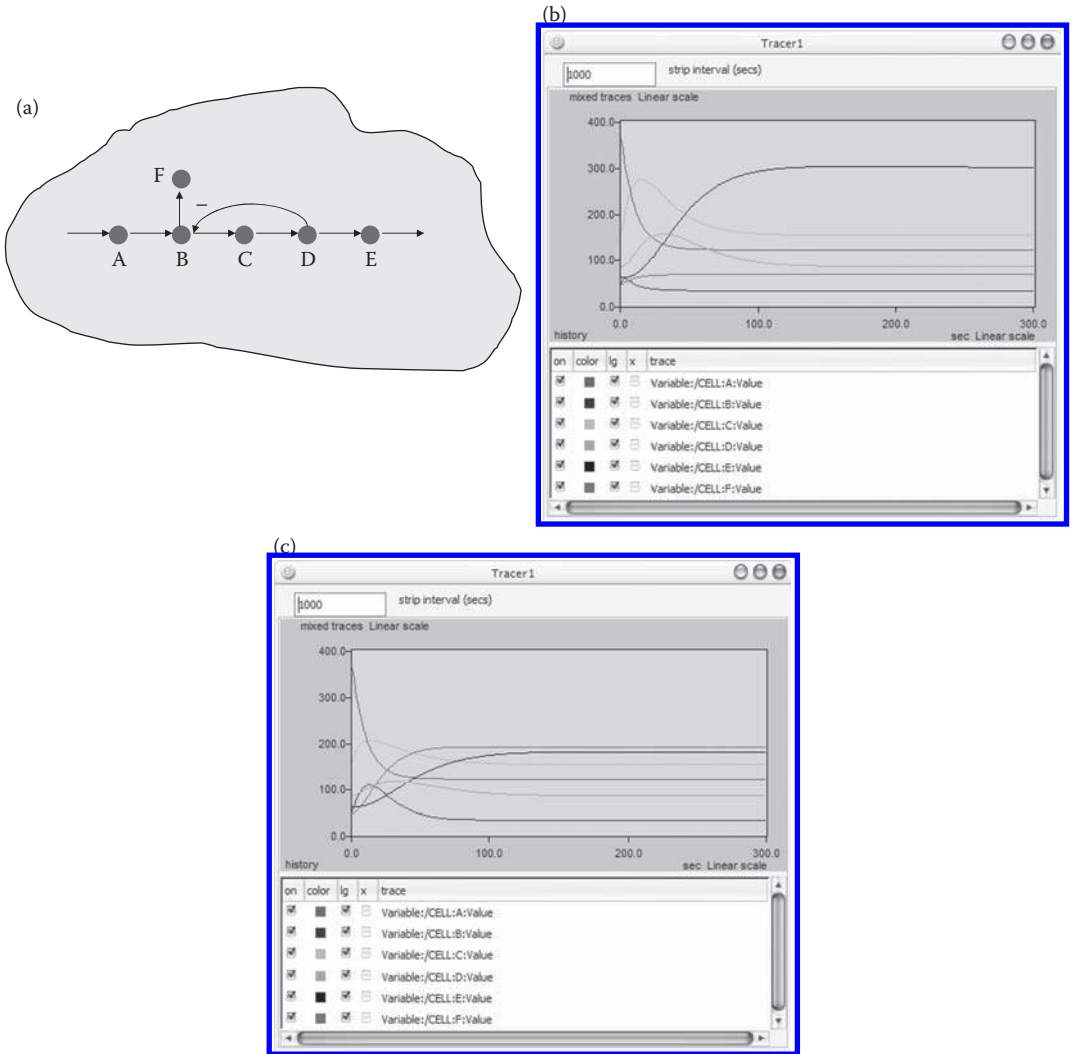 (a)
F
–
A B C D E
(b)
Tracer1
1000 strip interval (secs)
mixed traces Linear scale
400.0
300.0
200.0
100.0
0.0
0.0 100.0 200.0 300.0
history sec Linear scale
on color lg x trace
Variable:/CELL:A:Value
Variable:/CELL:B:Value
Variable:/CELL:C:Value
Variable:/CELL:D:Value
Variable:/CELL:E:Value
Variable:/CELL:F:Value
(c)
Tracer1
1000 strip interval (secs)
mixed traces Linear scale
400.0
300.0
200.0
100.0
0.0
0.0 100.0 200.0 300.0
history sec Linear scale
on color lg x trace
Variable:/CELL:A:Value
Variable:/CELL:B:Value
Variable:/CELL:C:Value
Variable:/CELL:D:Value
Variable:/CELL:E:Value
Variable:/CELL:F:Value